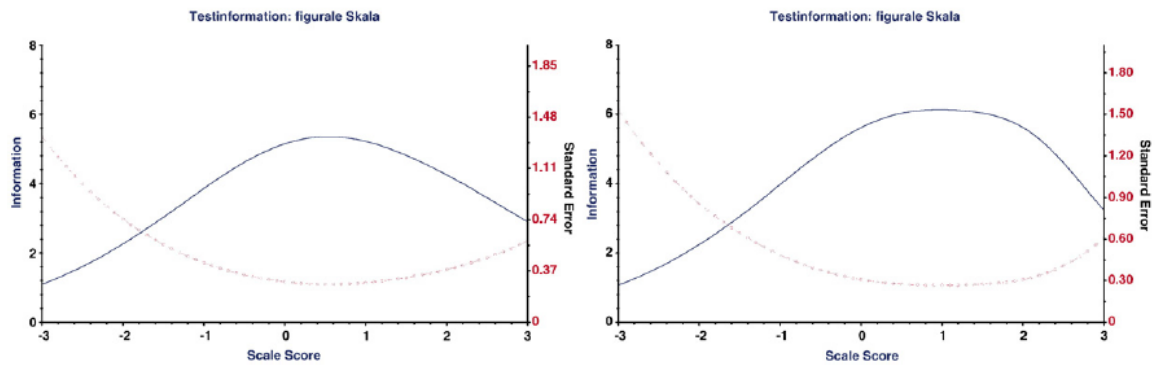 Testinformation: figurale Skala
8
6
4
2
0
Information
1.85
1.48
1.11
0.74
0.37
0
Standard Error
-3 -2 -1 0 1 2 3
Scale Score
Testinformation: figurale Skala
8
6
4
2
0
Information
1.80
1.50
1.20
0.90
0.60
0.30
0
Standard Error
-3 -2 -1 0 1 2 3
Scale Score